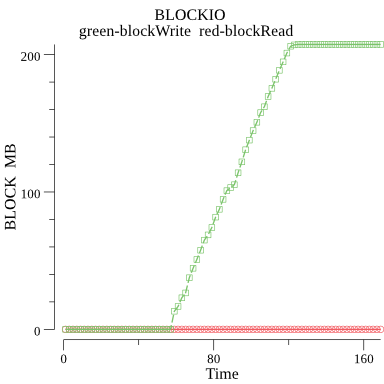 BLOCKIO
green-blockWrite red-blockRead
200
100
0
BLOCK MB
0 80 160
Time